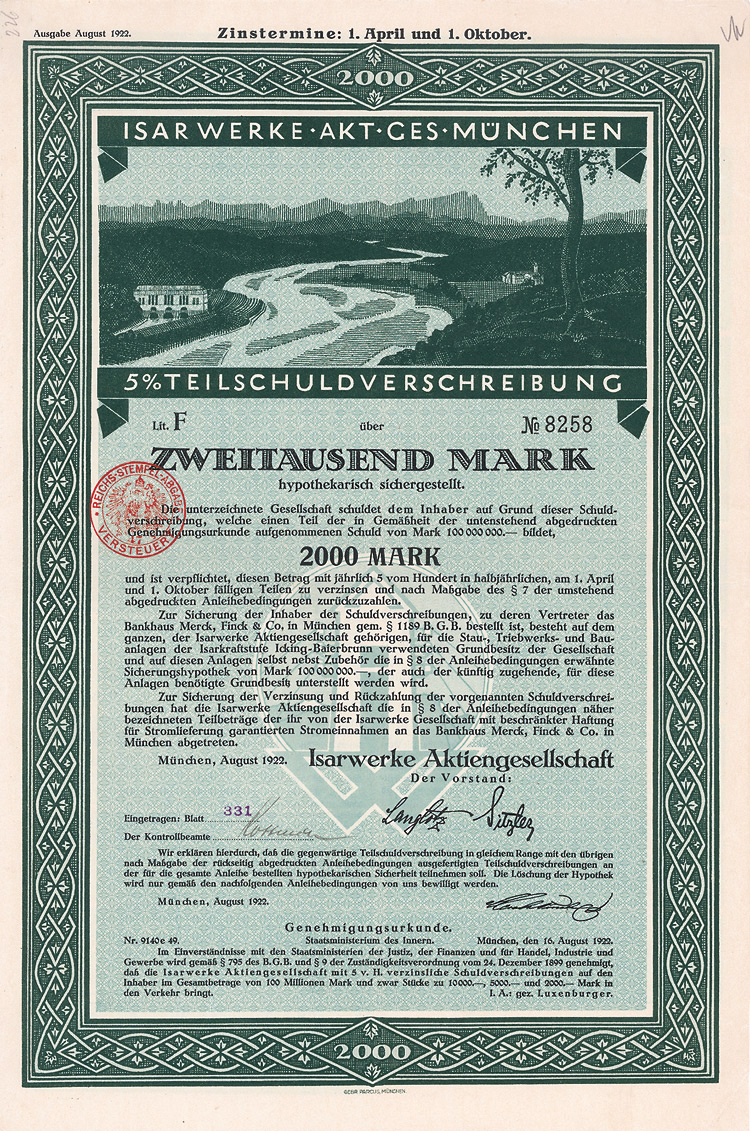 226
Ausgabe August 1922.
Zinstermine: 1. April und 1. Oktober.
2000
ISARWERKE·AKT·GES·MÜNCHEN
5% TEILSCHULDVERSCHREIBUNG
Lit. F über № 8258
ZWEITAUSEND MARK
hypothekarisch sichergestellt.
REICHS-STEMPEL-ABGABE
VERSTEUERT
Die unterzeichnete Gesellschaft schuldet dem Inhaber auf Grund dieser Schuld-
verschreibung, welche einen Teil der in Gemäßheit der untenstehend abgedruckten
Genehmigungsurkunde aufgenommenen Schuld von Mark 100 000 000.— bildet,
2000 MARK
und ist verpflichtet, diesen Betrag mit jährlich 5 vom Hundert in halbjährlichen, am 1. April
und 1. Oktober fälligen Teilen zu verzinsen und nach Maßgabe des § 7 der umstehend
abgedruckten Anleihebedingungen zurückzuzahlen.
Zur Sicherung der Inhaber der Schuldverschreibungen, zu deren Vertreter das
Bankhaus Merck, Finck & Co. in München gem. § 1189 B. G. B. bestellt ist, besteht auf dem
ganzen, der Isarwerke Aktiengesellschaft gehörigen, für die Stau-, Triebwerks- und Bau-
anlagen der Isarkraftstufe Icking-Baierbrunn verwendeten Grundbesitz der Gesellschaft
und auf diesen Anlagen selbst nebst Zubehör die in § 8 der Anleihebedingungen erwähnte
Sicherungshypothek von Mark 100 000 000.—, der auch der künftig zugehende, für diese
Anlagen benötigte Grundbesitz unterstellt werden wird.
Zur Sicherung der Verzinsung und Rückzahlung der vorgenannten Schuldverschrei-
bungen hat die Isarwerke Aktiengesellschaft die in § 8 der Anleihebedingungen näher
bezeichneten Teilbeträge der ihr von der Isarwerke Gesellschaft mit beschränkter Haftung
für Stromlieferung garantierten Stromeinnahmen an das Bankhaus Merck, Finck & Co. in
München abgetreten.
München, August 1922. Isarwerke Aktiengesellschaft
Der Vorstand:
Eingetragen: Blatt 331 Langlotz Sitzler
Der Kontrollbeamte
Wir erklären hierdurch, daß die gegenwärtige Teilschuldverschreibung in gleichem Range mit den übrigen
nach Maßgabe der rückseitig abgedruckten Anleihebedingungen ausgefertigten Teilschuldverschreibungen an
der für die gesamte Anleihe bestellten hypothekarischen Sicherheit teilnehmen soll. Die Löschung der Hypothek
wird nur gemäß den nachfolgenden Anleihebedingungen von uns bewilligt werden.
München, August 1922.
Genehmigungsurkunde.
Nr. 9140 e 49. Staatsministerium des Innern. München, den 16. August 1922.
Im Einverständnisse mit den Staatsministerien der Justiz, der Finanzen und für Handel, Industrie und
Gewerbe wird gemäß § 795 des B. G. B. und § 9 der Zuständigkeitsverordnung vom 24. Dezember 1899 genehmigt,
daß die Isarwerke Aktiengesellschaft mit 5 v. H. verzinsliche Schuldverschreibungen auf den
Inhaber im Gesamtbetrage von 100 Millionen Mark und zwar Stücke zu 10000.—, 5000.— und 2000.— Mark in
den Verkehr bringt. I. A.: gez. Luxenburger.
2000
GEBR. PARCUS, MÜNCHEN.